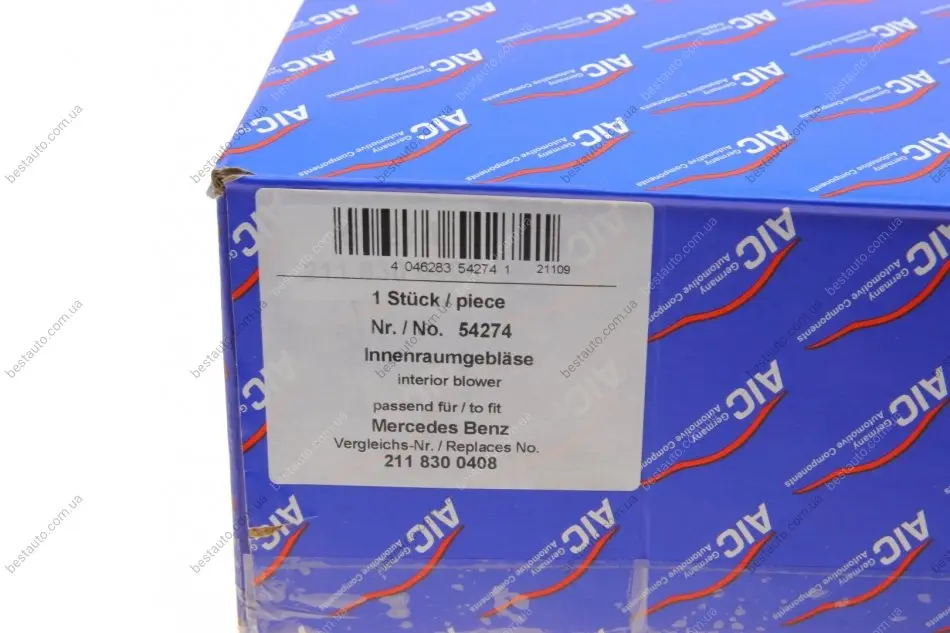 AIC
Germany
Automotive Components
4 046283 54274 1 21109
1 Stück / piece
Nr. / No. 54274
Innenraumgebläse
interior blower
passend für / to fit
Mercedes Benz
Vergleichs-Nr. / Replaces No.
211 830 0408
bestauto.com.ua